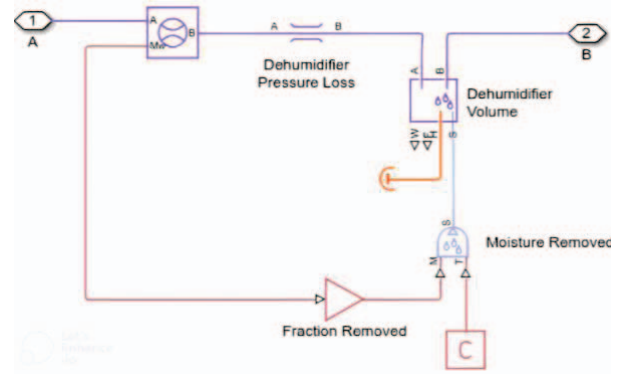 1
A
A
Mw
B
A
B
Dehumidifier
Pressure Loss
2
B
A
B
Dehumidifier
Volume
W
F
H
S
S
Moisture Removed
M
T
Fraction Removed
C